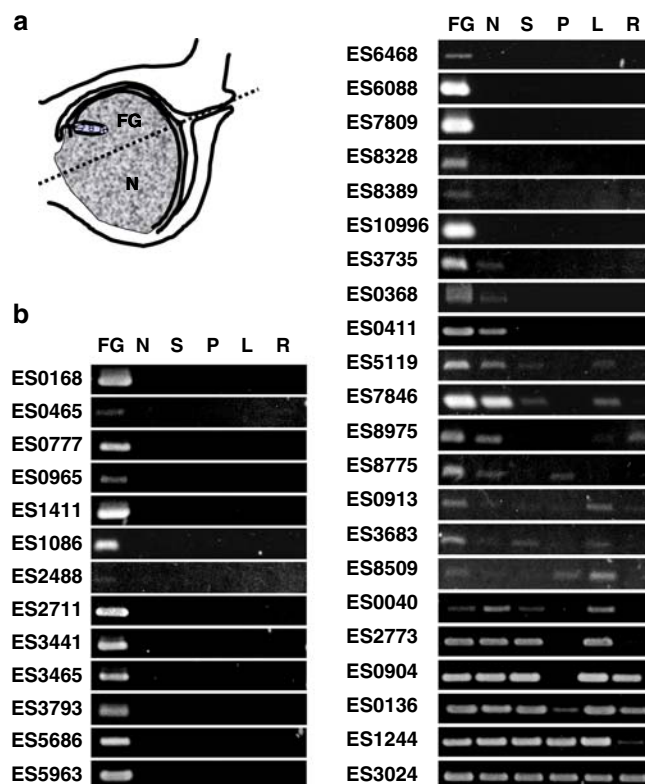 a
FG
N
b
FG N S P L R
ES0168
ES0465
ES0777
ES0965
ES1411
ES1086
ES2488
ES2711
ES3441
ES3465
ES3793
ES5686
ES5963
FG N S P L R
ES6468
ES6088
ES7809
ES8328
ES8389
ES10996
ES3735
ES0368
ES0411
ES5119
ES7846
ES8975
ES8775
ES0913
ES3683
ES8509
ES0040
ES2773
ES0904
ES0136
ES1244
ES3024